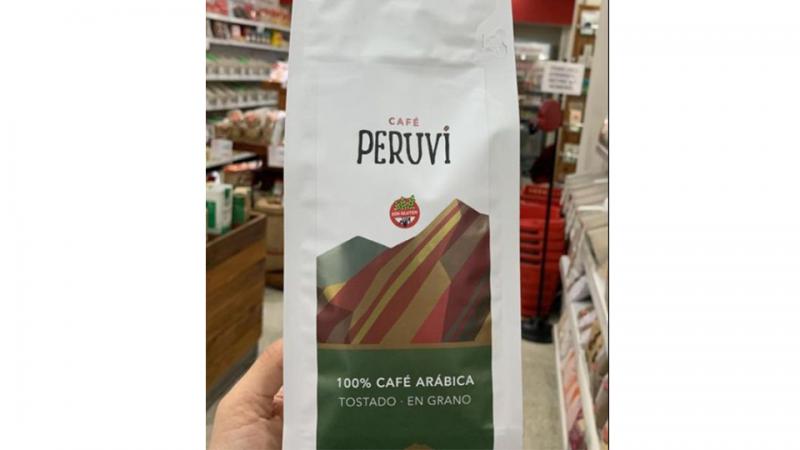 CAFÉ
PERUVÍ
SIN GLUTEN
100% CAFÉ ARÁBICA
TOSTADO · EN GRANO